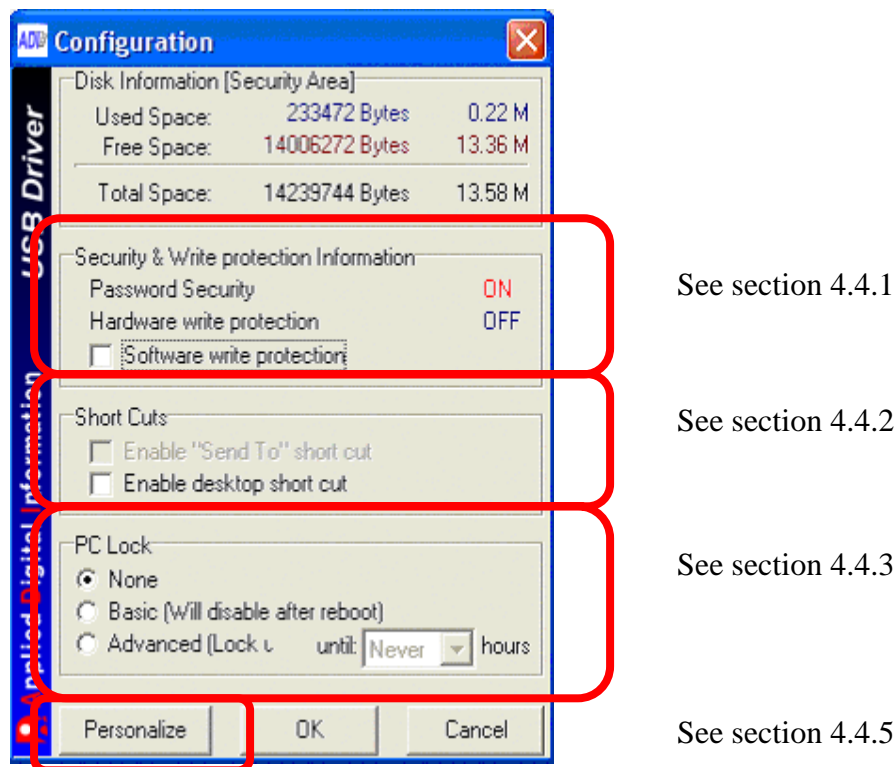 ADI Configuration
Disk Information [Security Area]
Used Space: 233472 Bytes 0.22 M
Free Space: 14006272 Bytes 13.36 M
Total Space: 14239744 Bytes 13.58 M
Security & Write protection Information
Password Security ON
Hardware write protection OFF
Software write protection
See section 4.4.1
Short Cuts
Enable "Send To" short cut
Enable desktop short cut
See section 4.4.2
PC Lock
None
Basic (Will disable after reboot)
Advanced (Lock until: Never hours
See section 4.4.3
Personalize OK Cancel
See section 4.4.5
Applied Digital Information USB Driver